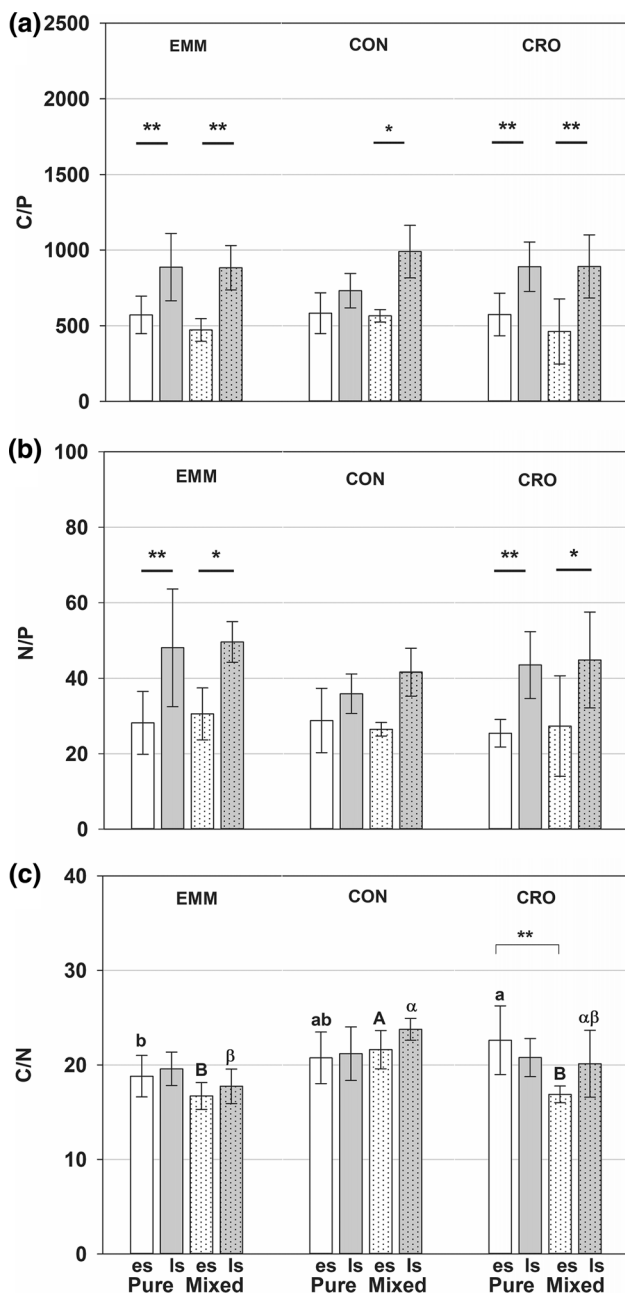 (a)
2500
EMM CON CRO
2000
** ** * ** **
1500
C/P
1000
500
0
(b)
100
EMM CON CRO
80
** * ** *
60
N/P
40
20
0
(c)
40
EMM CON CRO
**
30
b B β ab A α a B αβ
C/N
20
10
0
es ls es ls es ls es ls es ls es ls
Pure Mixed Pure Mixed Pure Mixed